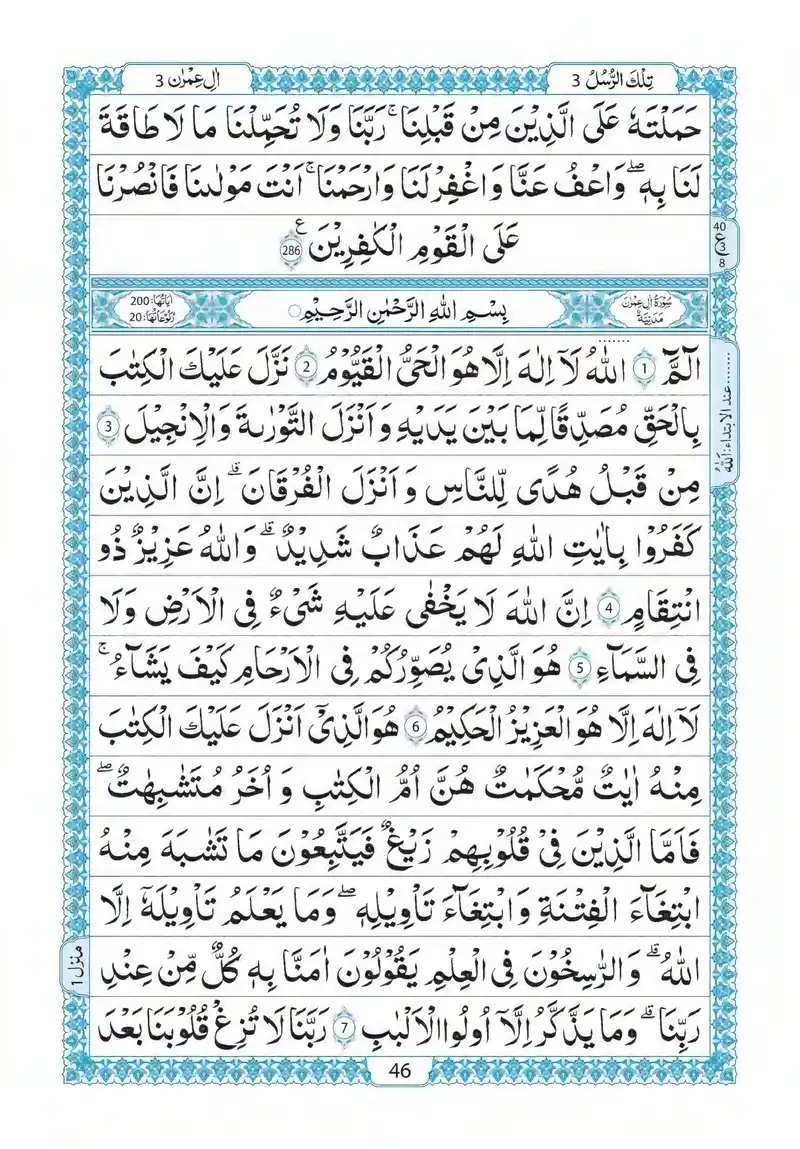 تِلْكَ الرُّسُلُ 3
اٰلِ عِمْرٰن 3
حَمَلْتَهٗ عَلَى الَّذِيْنَ مِنْ قَبْلِنَا ۚ رَبَّنَا وَلَا تُحَمِّلْنَا مَا لَا طَاقَةَ
لَنَا بِهٖ ۖ وَاعْفُ عَنَّا وَاغْفِرْ لَنَا وَارْحَمْنَا ۚ اَنْتَ مَوْلٰىنَا فَانْصُرْنَا
عَلَى الْقَوْمِ الْكٰفِرِيْنَ 286 ع
40
ع
8
سُوْرَةُ اٰلِ عِمْرٰنَ
مَدَنِيَّةٌ
بِسْمِ اللّٰهِ الرَّحْمٰنِ الرَّحِيْمِ
اٰيَاتُهَا: 200
رُكُوْعَاتُهَا: 20
الٓمّٓ 1 اللّٰهُ لَاۤ اِلٰهَ اِلَّا هُوَ الْحَيُّ الْقَيُّوْمُ 2 نَزَّلَ عَلَيْكَ الْكِتٰبَ
بِالْحَقِّ مُصَدِّقًا لِّمَا بَيْنَ يَدَيْهِ وَاَنْزَلَ التَّوْرٰىةَ وَالْاِنْجِيْلَ 3
مِنْ قَبْلُ هُدًى لِّلنَّاسِ وَاَنْزَلَ الْفُرْقَانَ ۗ اِنَّ الَّذِيْنَ
كَفَرُوْا بِاٰيٰتِ اللّٰهِ لَهُمْ عَذَابٌ شَدِيْدٌ ۗ وَاللّٰهُ عَزِيْزٌ ذُو
انْتِقَامٍ 4 اِنَّ اللّٰهَ لَا يَخْفٰى عَلَيْهِ شَيْءٌ فِى الْاَرْضِ وَلَا
فِى السَّمَآءِ 5 هُوَ الَّذِيْ يُصَوِّرُكُمْ فِى الْاَرْحَامِ كَيْفَ يَشَآءُ ۚ
لَاۤ اِلٰهَ اِلَّا هُوَ الْعَزِيْزُ الْحَكِيْمُ 6 هُوَ الَّذِيْۤ اَنْزَلَ عَلَيْكَ الْكِتٰبَ
مِنْهُ اٰيٰتٌ مُّحْكَمٰتٌ هُنَّ اُمُّ الْكِتٰبِ وَاُخَرُ مُتَشٰبِهٰتٌ ۖ
فَاَمَّا الَّذِيْنَ فِيْ قُلُوْبِهِمْ زَيْغٌ فَيَتَّبِعُوْنَ مَا تَشَابَهَ مِنْهُ
ابْتِغَآءَ الْفِتْنَةِ وَابْتِغَآءَ تَاْوِيْلِهٖ ۖ وَمَا يَعْلَمُ تَاْوِيْلَهٗۤ اِلَّا
اللّٰهُ ۗ وَالرّٰسِخُوْنَ فِى الْعِلْمِ يَقُوْلُوْنَ اٰمَنَّا بِهٖ كُلٌّ مِّنْ عِنْدِ
رَبِّنَا ۗ وَمَا يَذَّكَّرُ اِلَّاۤ اُولُوا الْاَلْبٰبِ 7 رَبَّنَا لَا تُزِغْ قُلُوْبَنَا بَعْدَ
عند الابتداء: اَللّٰهُ
منزل 1
46